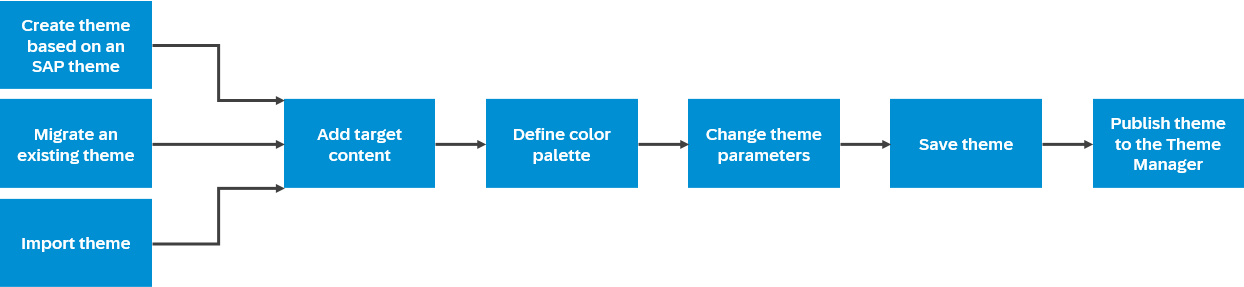 Create theme
based on an
SAP theme
Migrate an
existing theme
Import theme
Add target
content
Define color
palette
Change theme
parameters
Save theme
Publish theme
to the Theme
Manager